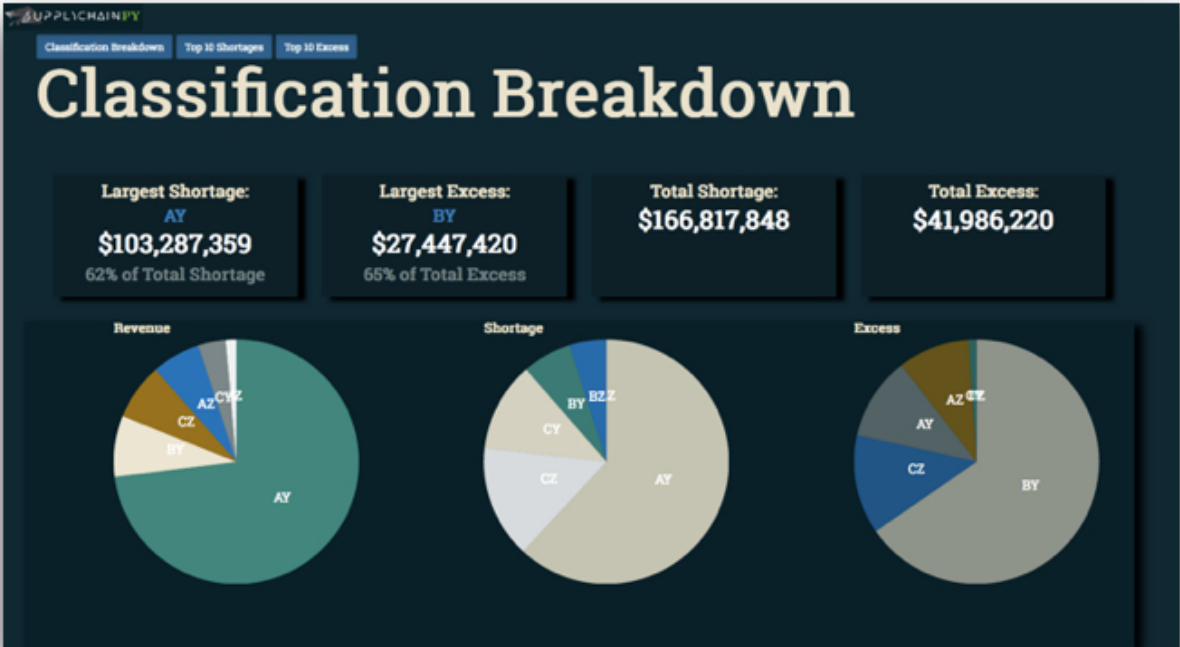 SUPPLYCHAINPY
Classification Breakdown Top 10 Shortages Top 10 Excess
Classification Breakdown
Largest Shortage:
AY
$103,287,359
62% of Total Shortage
Largest Excess:
BY
$27,447,420
65% of Total Excess
Total Shortage:
$166,817,848
Total Excess:
$41,986,220
Revenue
CY
AZ
CZ
BY
AY
Shortage
BZ
BY
CY
CZ
AY
Excess
AZ
AY
CZ
BY